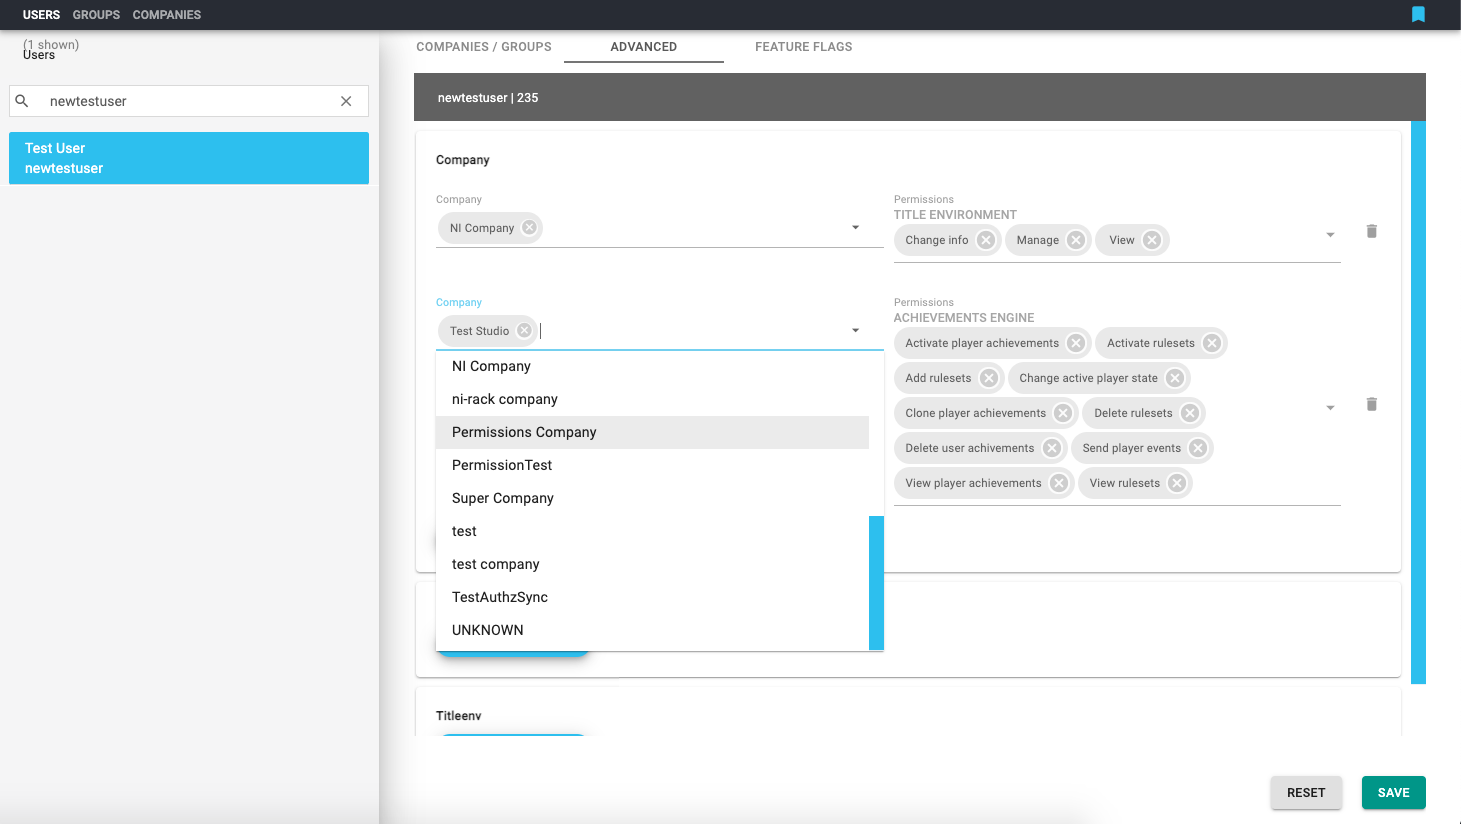 USERS GROUPS COMPANIES
(1 shown)
Users
newtestuser
Test User
newtestuser
COMPANIES / GROUPS ADVANCED FEATURE FLAGS
newtestuser | 235
Company
Company
NI Company
Permissions
TITLE ENVIRONMENT
Change info Manage View
Company
Test Studio
NI Company
ni-rack company
Permissions Company
PermissionTest
Super Company
test
test company
TestAuthzSync
UNKNOWN
Permissions
ACHIEVEMENTS ENGINE
Activate player achievements Activate rulesets
Add rulesets Change active player state
Clone player achievements Delete rulesets
Delete user achivements Send player events
View player achievements View rulesets
Titleenv
RESET SAVE